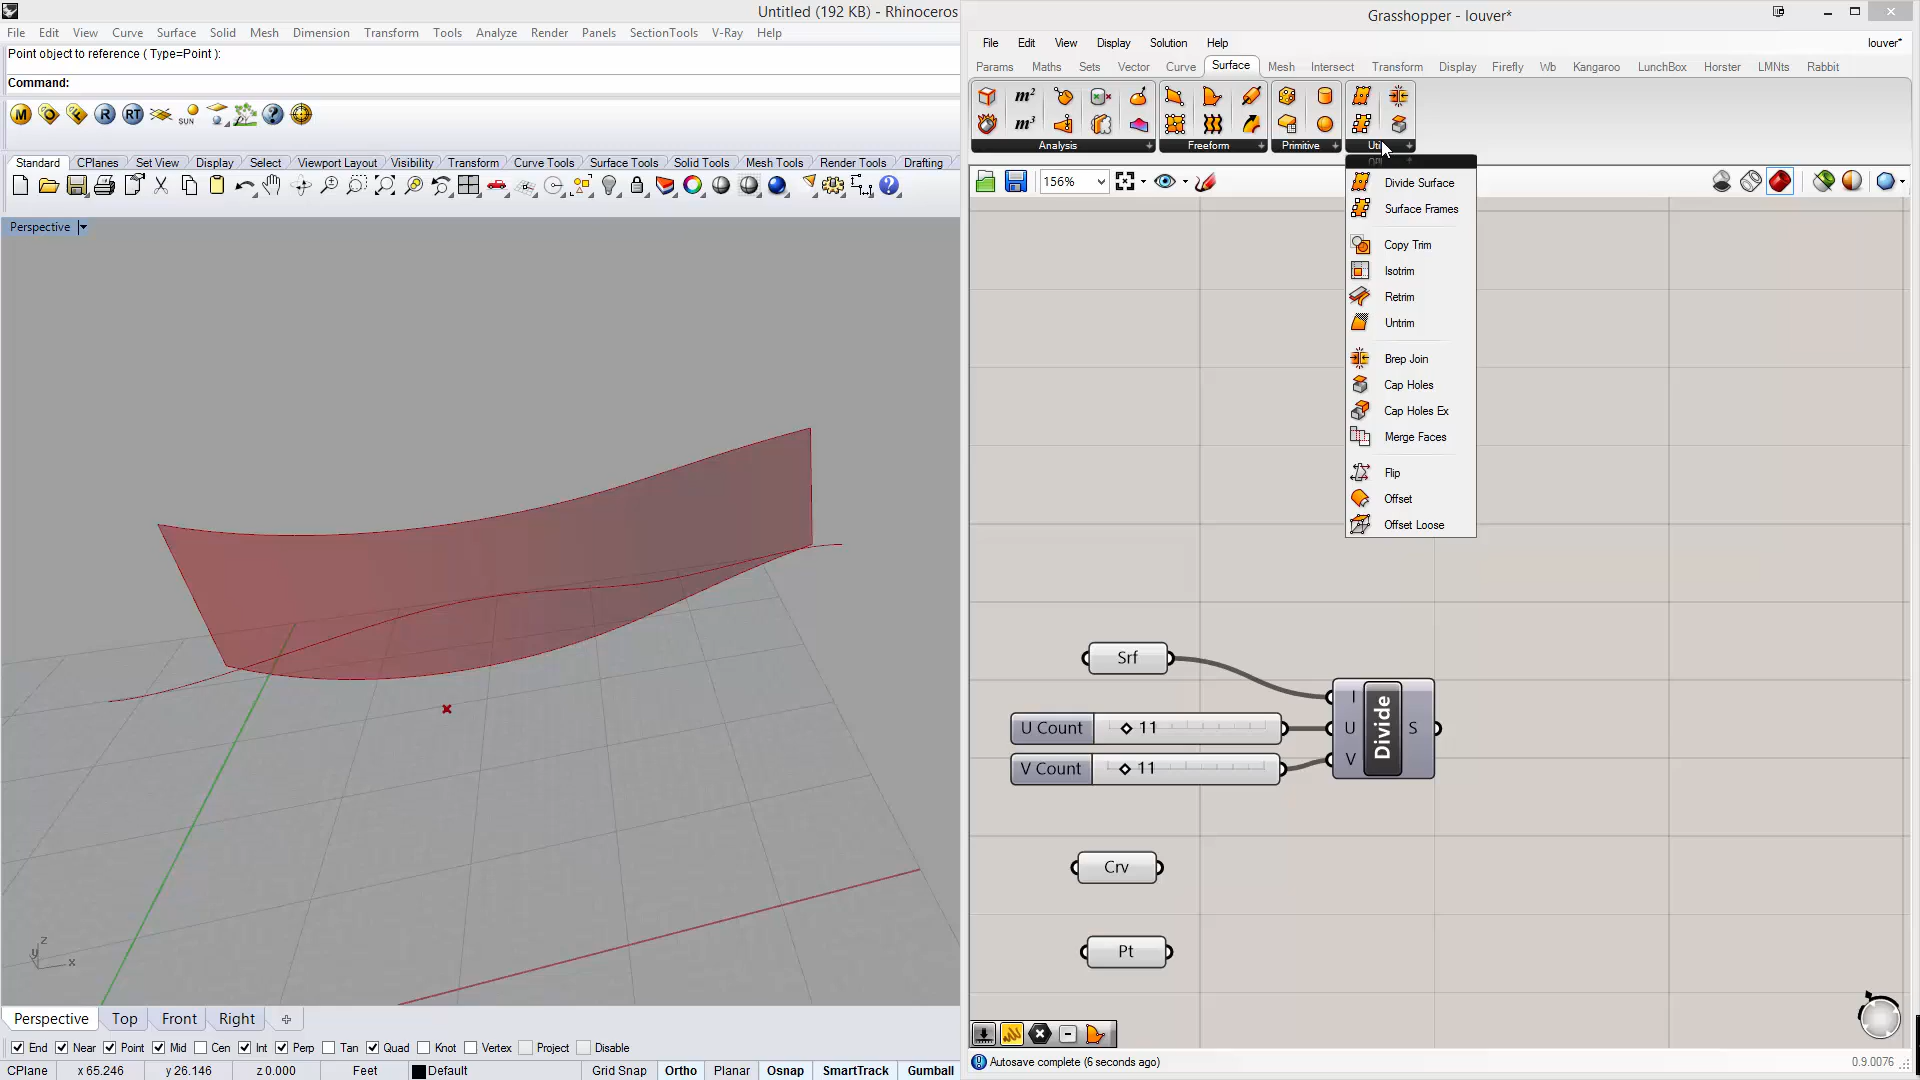 Untitled (192 KB) - Rhinoceros
File Edit View Curve Surface Solid Mesh Dimension Transform Tools Analyze Render Panels SectionTools V-Ray Help
Point object to reference ( Type=Point ):
Command:
M O F R RT SUN ?
Standard CPlanes Set View Display Select Viewport Layout Visibility Transform Curve Tools Surface Tools Solid Tools Mesh Tools Render Tools Drafting
Perspective
z
y
x
Perspective Top Front Right
End Near Point Mid Cen Int Perp Tan Quad Knot Vertex Project Disable
CPlane x 65.246 y 26.146 z 0.000 Feet Default Grid Snap Ortho Planar Osnap SmartTrack Gumball
Grasshopper - louver*
File Edit View Display Solution Help louver*
Params Maths Sets Vector Curve Surface Mesh Intersect Transform Display Firefly Wb Kangaroo LunchBox Horster LMNts Rabbit
m²
m³
Analysis Freeform Primitive Uti
156%
Divide Surface
Surface Frames
Copy Trim
Isotrim
Retrim
Untrim
Brep Join
Cap Holes
Cap Holes Ex
Merge Faces
Flip
Offset
Offset Loose
Srf
U Count 11
V Count 11
I
U
V
Divide
S
Crv
Pt
Autosave complete (6 seconds ago)
0.9.0076